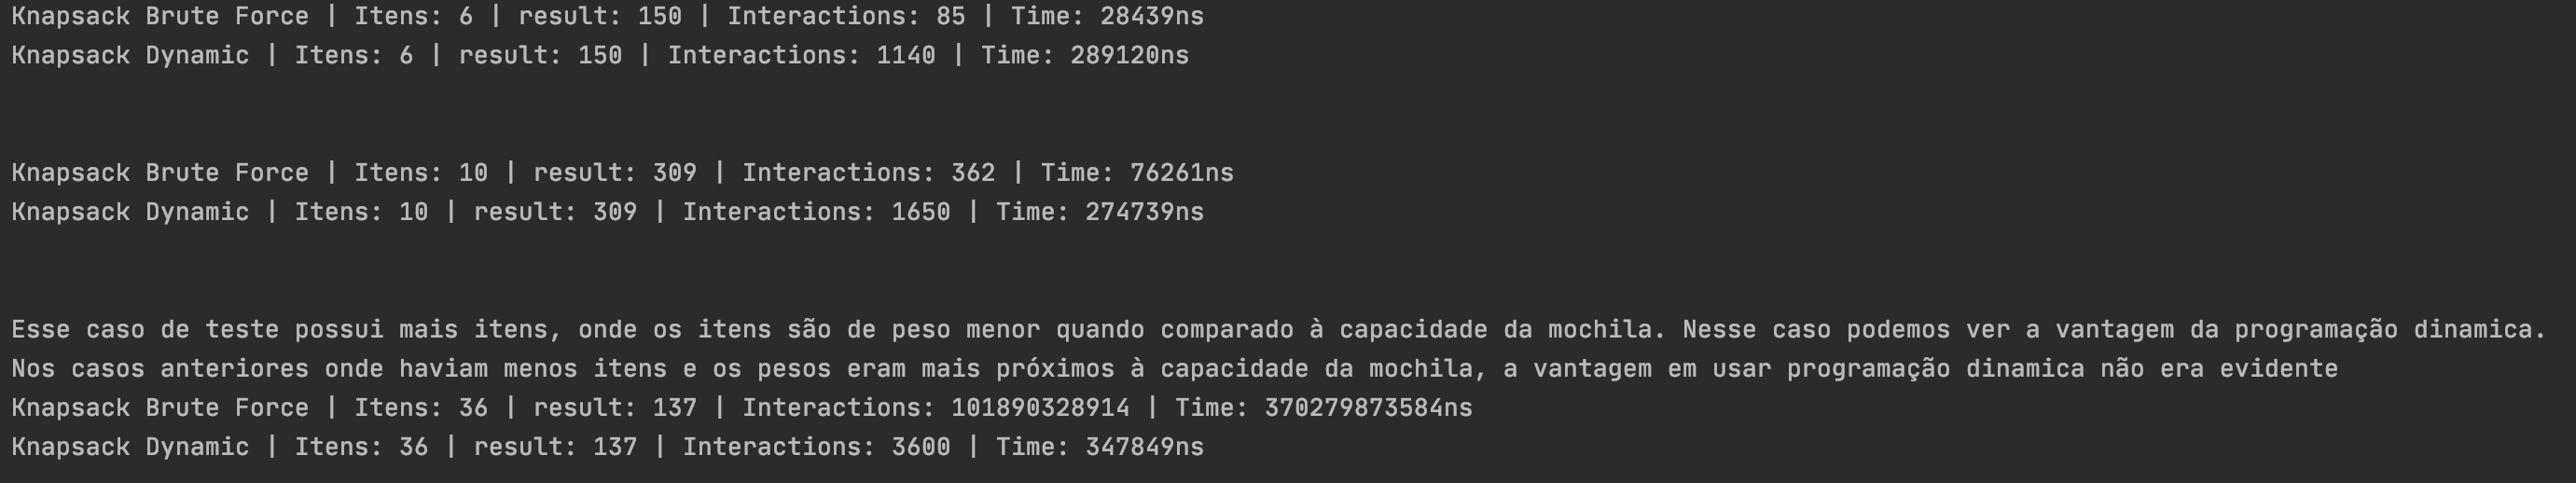 Knapsack Brute Force | Itens: 6 | result: 150 | Interactions: 85 | Time: 28439ns
Knapsack Dynamic | Itens: 6 | result: 150 | Interactions: 1140 | Time: 289120ns
Knapsack Brute Force | Itens: 10 | result: 309 | Interactions: 362 | Time: 76261ns
Knapsack Dynamic | Itens: 10 | result: 309 | Interactions: 1650 | Time: 274739ns
Esse caso de teste possui mais itens, onde os itens são de peso menor quando comparado à capacidade da mochila. Nesse caso podemos ver a vantagem da programação dinamica.
Nos casos anteriores onde haviam menos itens e os pesos eram mais próximos à capacidade da mochila, a vantagem em usar programação dinamica não era evidente
Knapsack Brute Force | Itens: 36 | result: 137 | Interactions: 101890328914 | Time: 370279873584ns
Knapsack Dynamic | Itens: 36 | result: 137 | Interactions: 3600 | Time: 347849ns